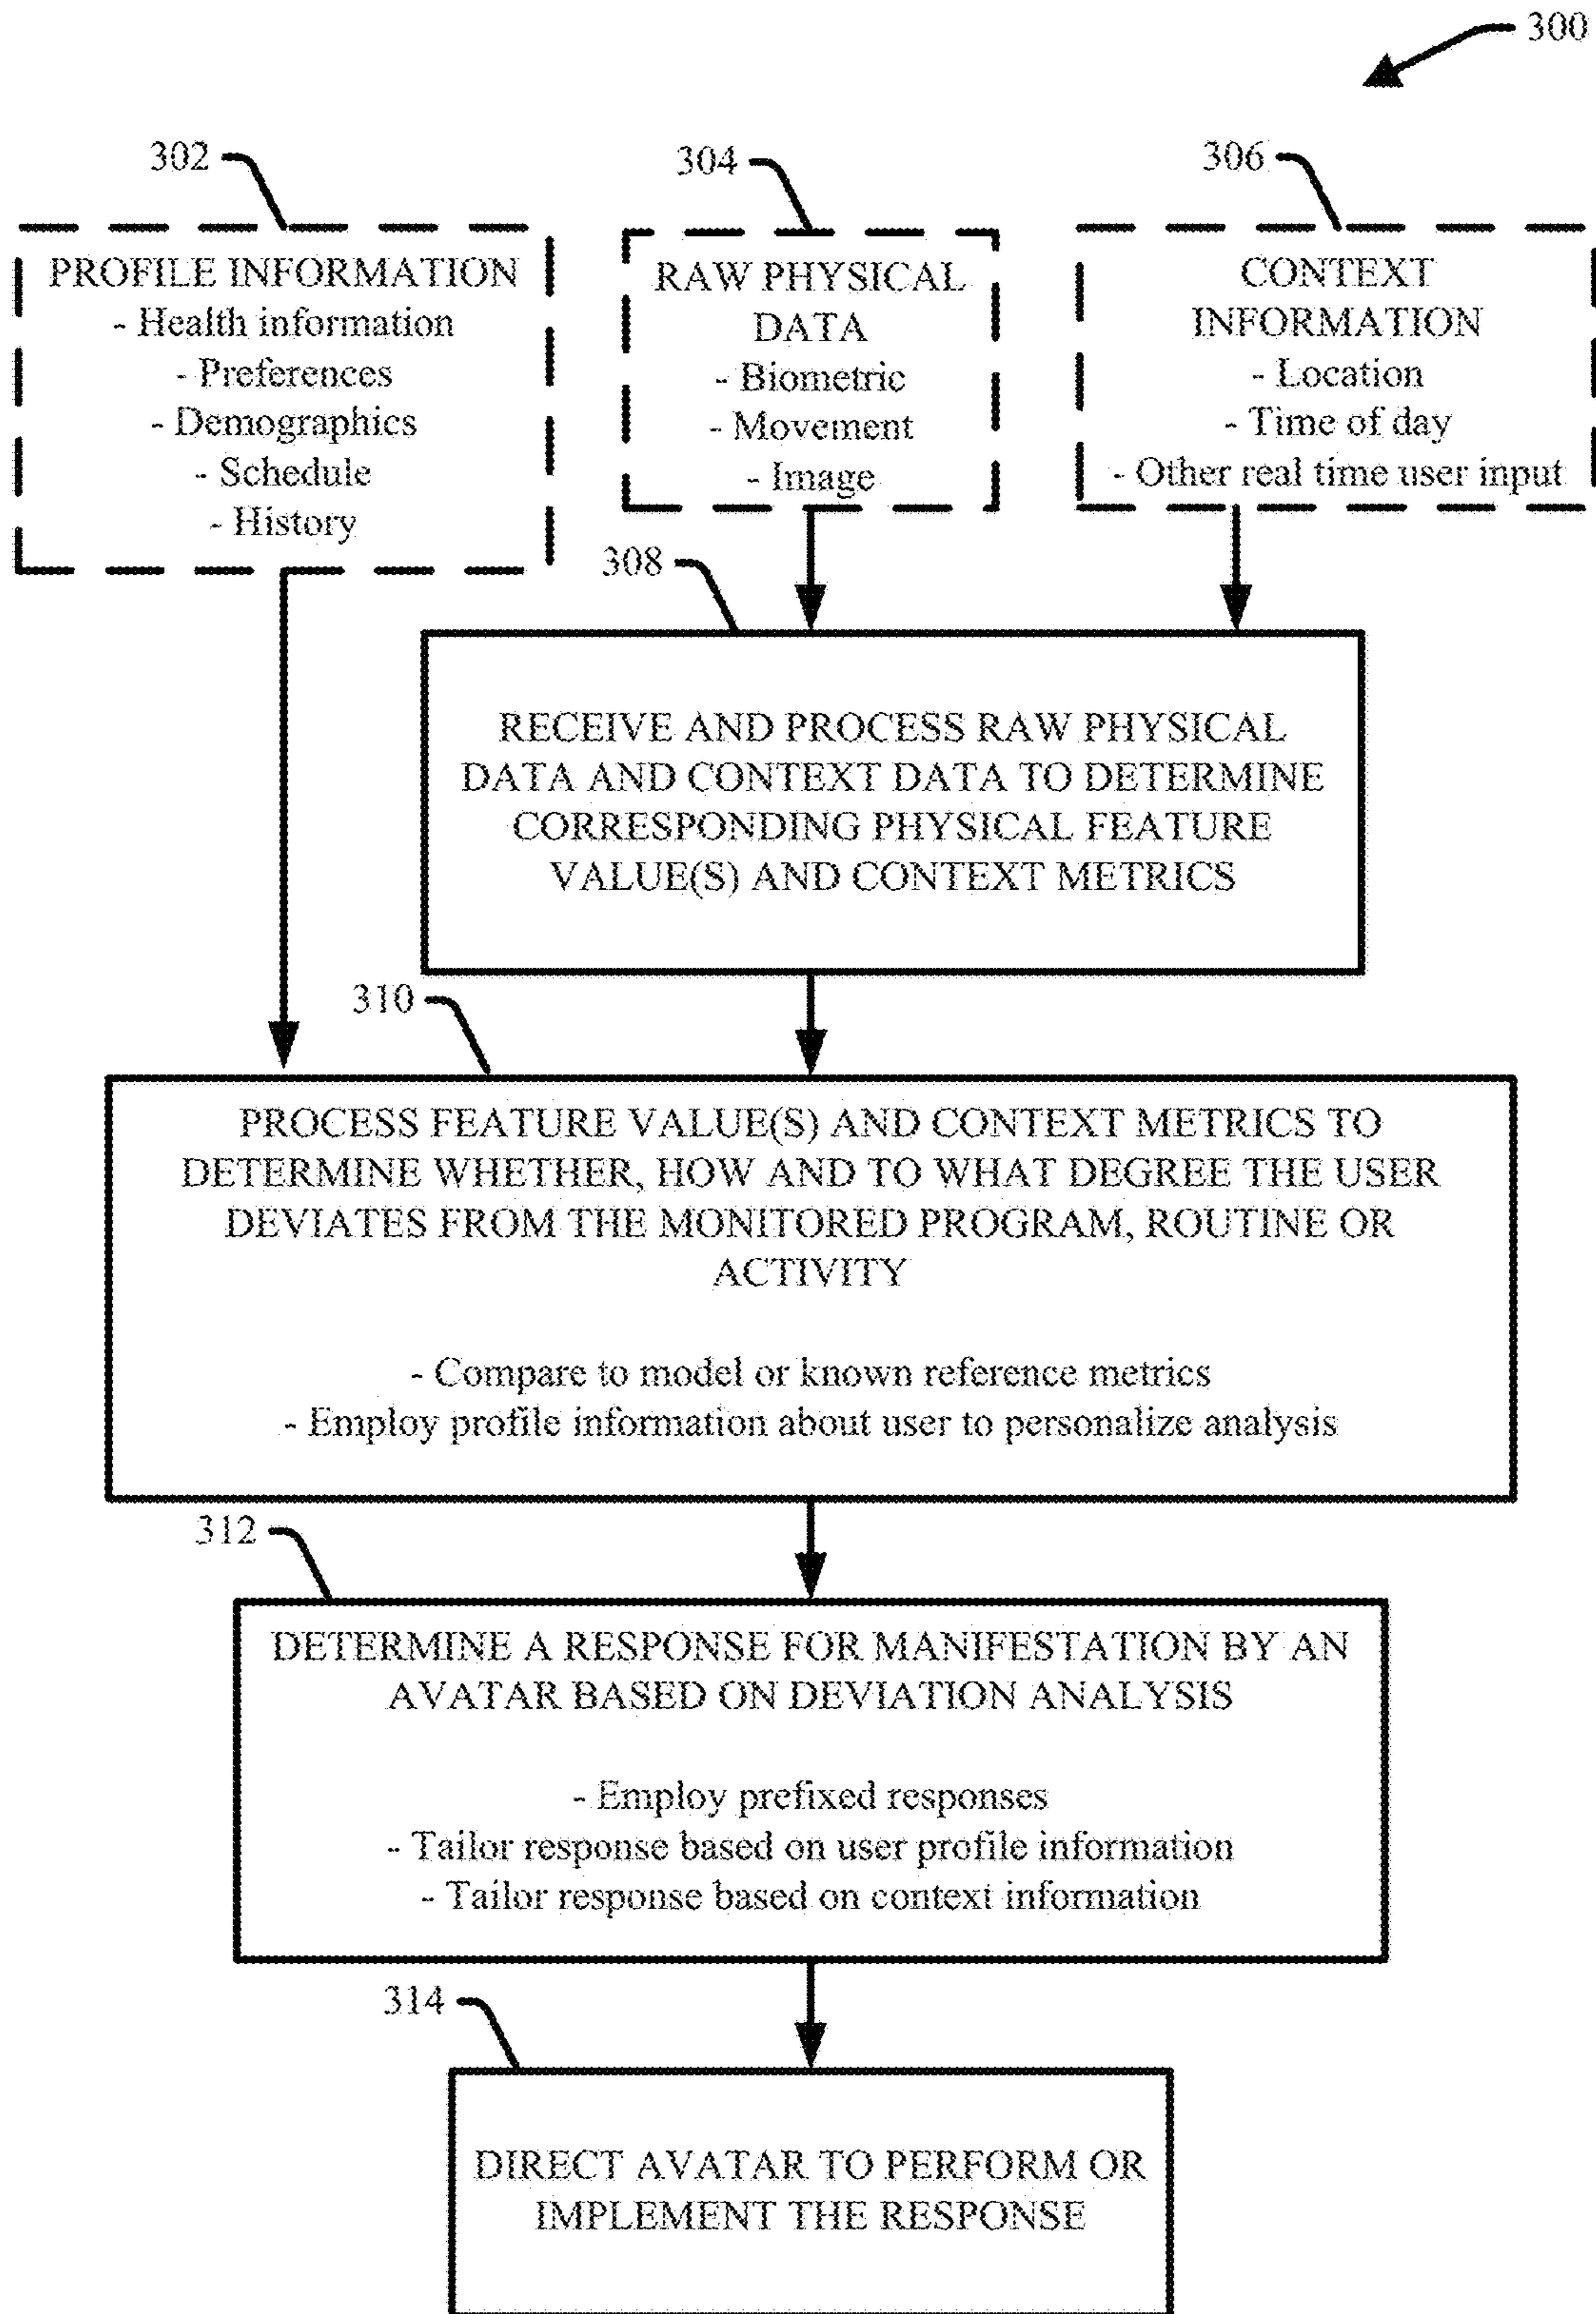 300
302
304
306
PROFILE INFORMATION
- Health information
- Preferences
- Demographics
- Schedule
- History
RAW PHYSICAL
DATA
- Biometric
- Movement
- Image
CONTEXT
INFORMATION
- Location
- Time of day
- Other real time user input
308
RECEIVE AND PROCESS RAW PHYSICAL
DATA AND CONTEXT DATA TO DETERMINE
CORRESPONDING PHYSICAL FEATURE
VALUE(S) AND CONTEXT METRICS
310
PROCESS FEATURE VALUE(S) AND CONTEXT METRICS TO
DETERMINE WHETHER, HOW AND TO WHAT DEGREE THE USER
DEVIATES FROM THE MONITORED PROGRAM, ROUTINE OR
ACTIVITY
- Compare to model or known reference metrics
- Employ profile information about user to personalize analysis
312
DETERMINE A RESPONSE FOR MANIFESTATION BY AN
AVATAR BASED ON DEVIATION ANALYSIS
- Employ prefixed responses
- Tailor response based on user profile information
- Tailor response based on context information
314
DIRECT AVATAR TO PERFORM OR
IMPLEMENT THE RESPONSE